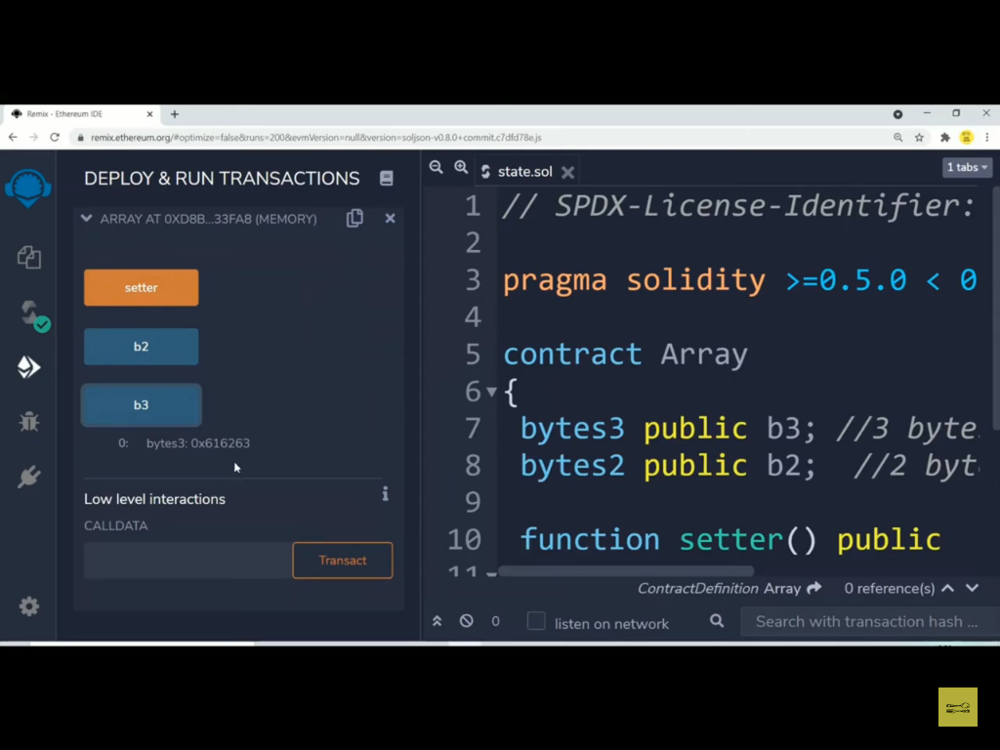 Remix - Ethereum IDE
remix.ethereum.org/#optimize=false&runs=200&evmVersion=null&version=soljson-v0.8.0+commit.c7dfd78e.js
DEPLOY & RUN TRANSACTIONS
ARRAY AT 0XD8B...33FA8 (MEMORY)
setter
b2
b3
0: bytes3: 0x616263
Low level interactions
CALLDATA
Transact
state.sol
1 tabs
1 // SPDX-License-Identifier:
2
3 pragma solidity >=0.5.0 < 0
4
5 contract Array
6 {
7 bytes3 public b3; //3 byte
8 bytes2 public b2; //2 byt
9
10 function setter() public
11
ContractDefinition Array 0 reference(s)
0 listen on network Search with transaction hash ...